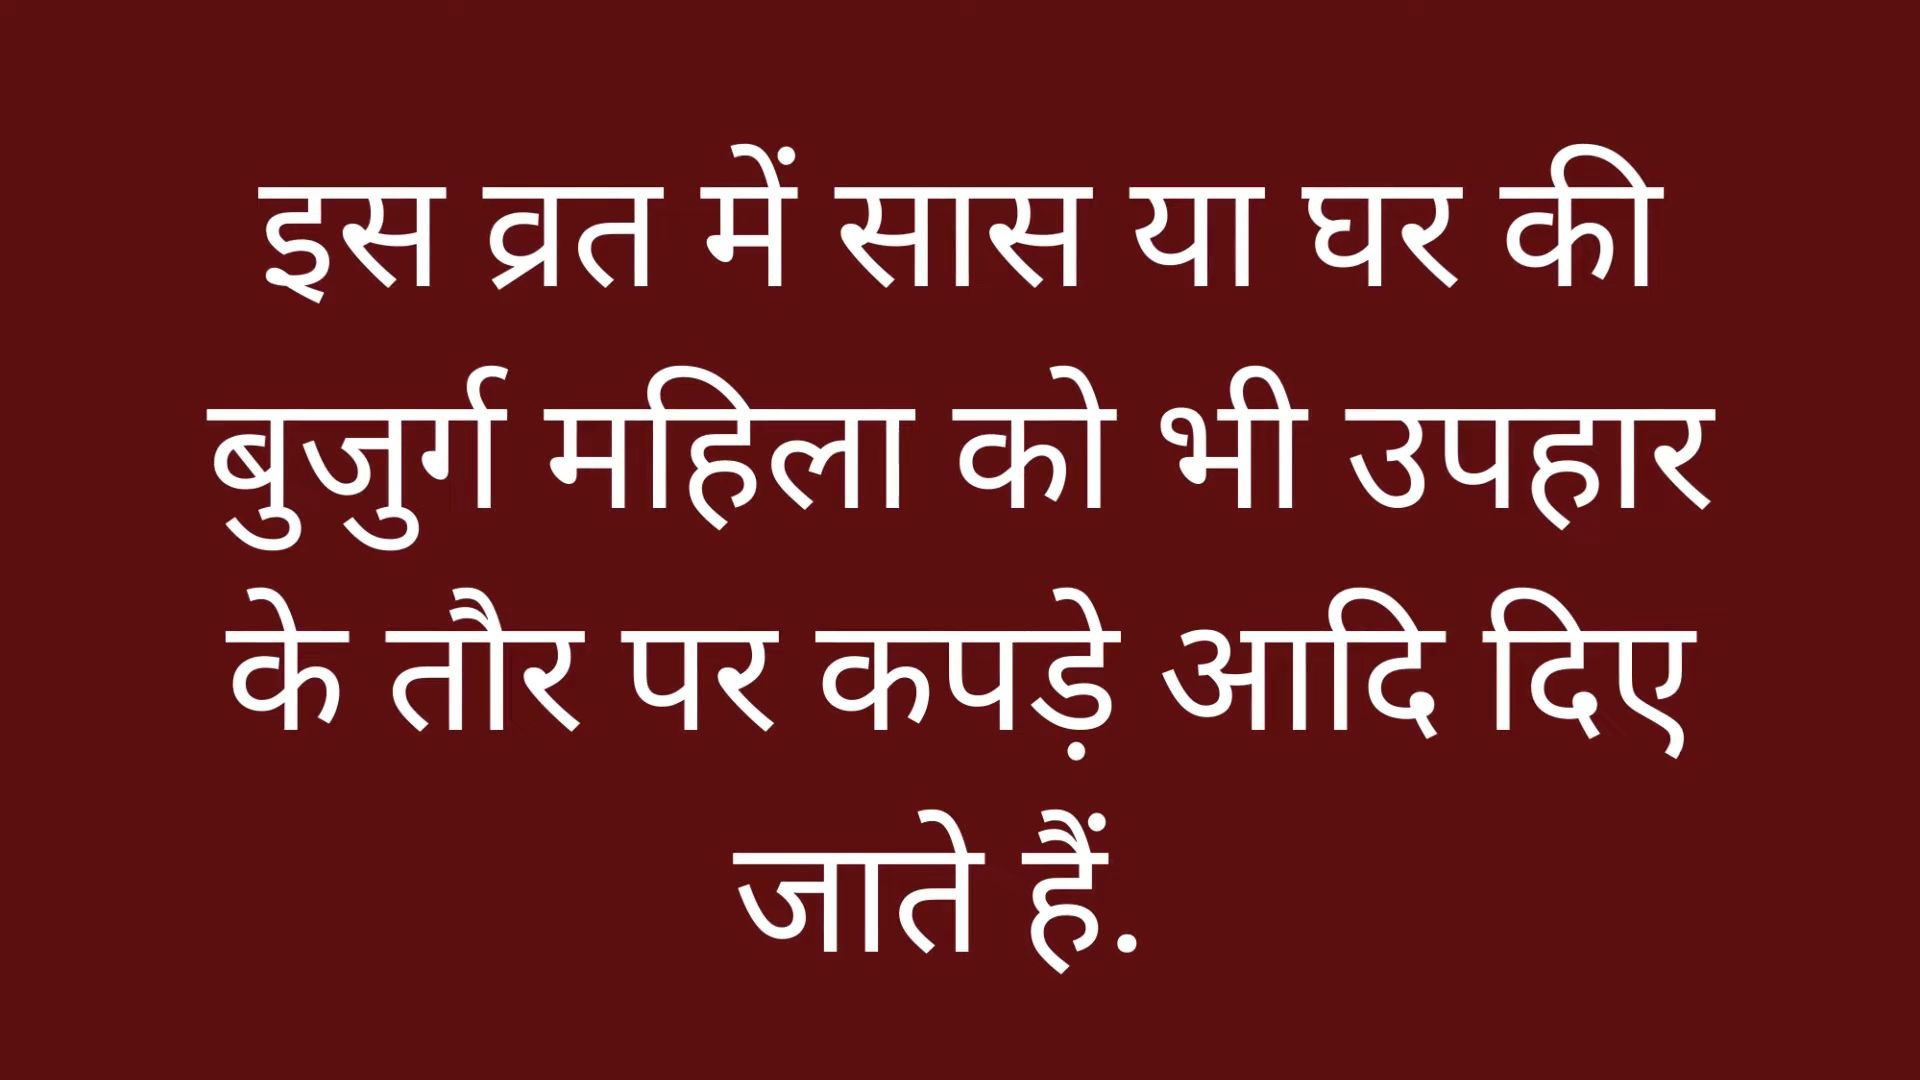 इस व्रत में सास या घर की
बुजुर्ग महिला को भी उपहार
के तौर पर कपड़े आदि दिए
जाते हैं.